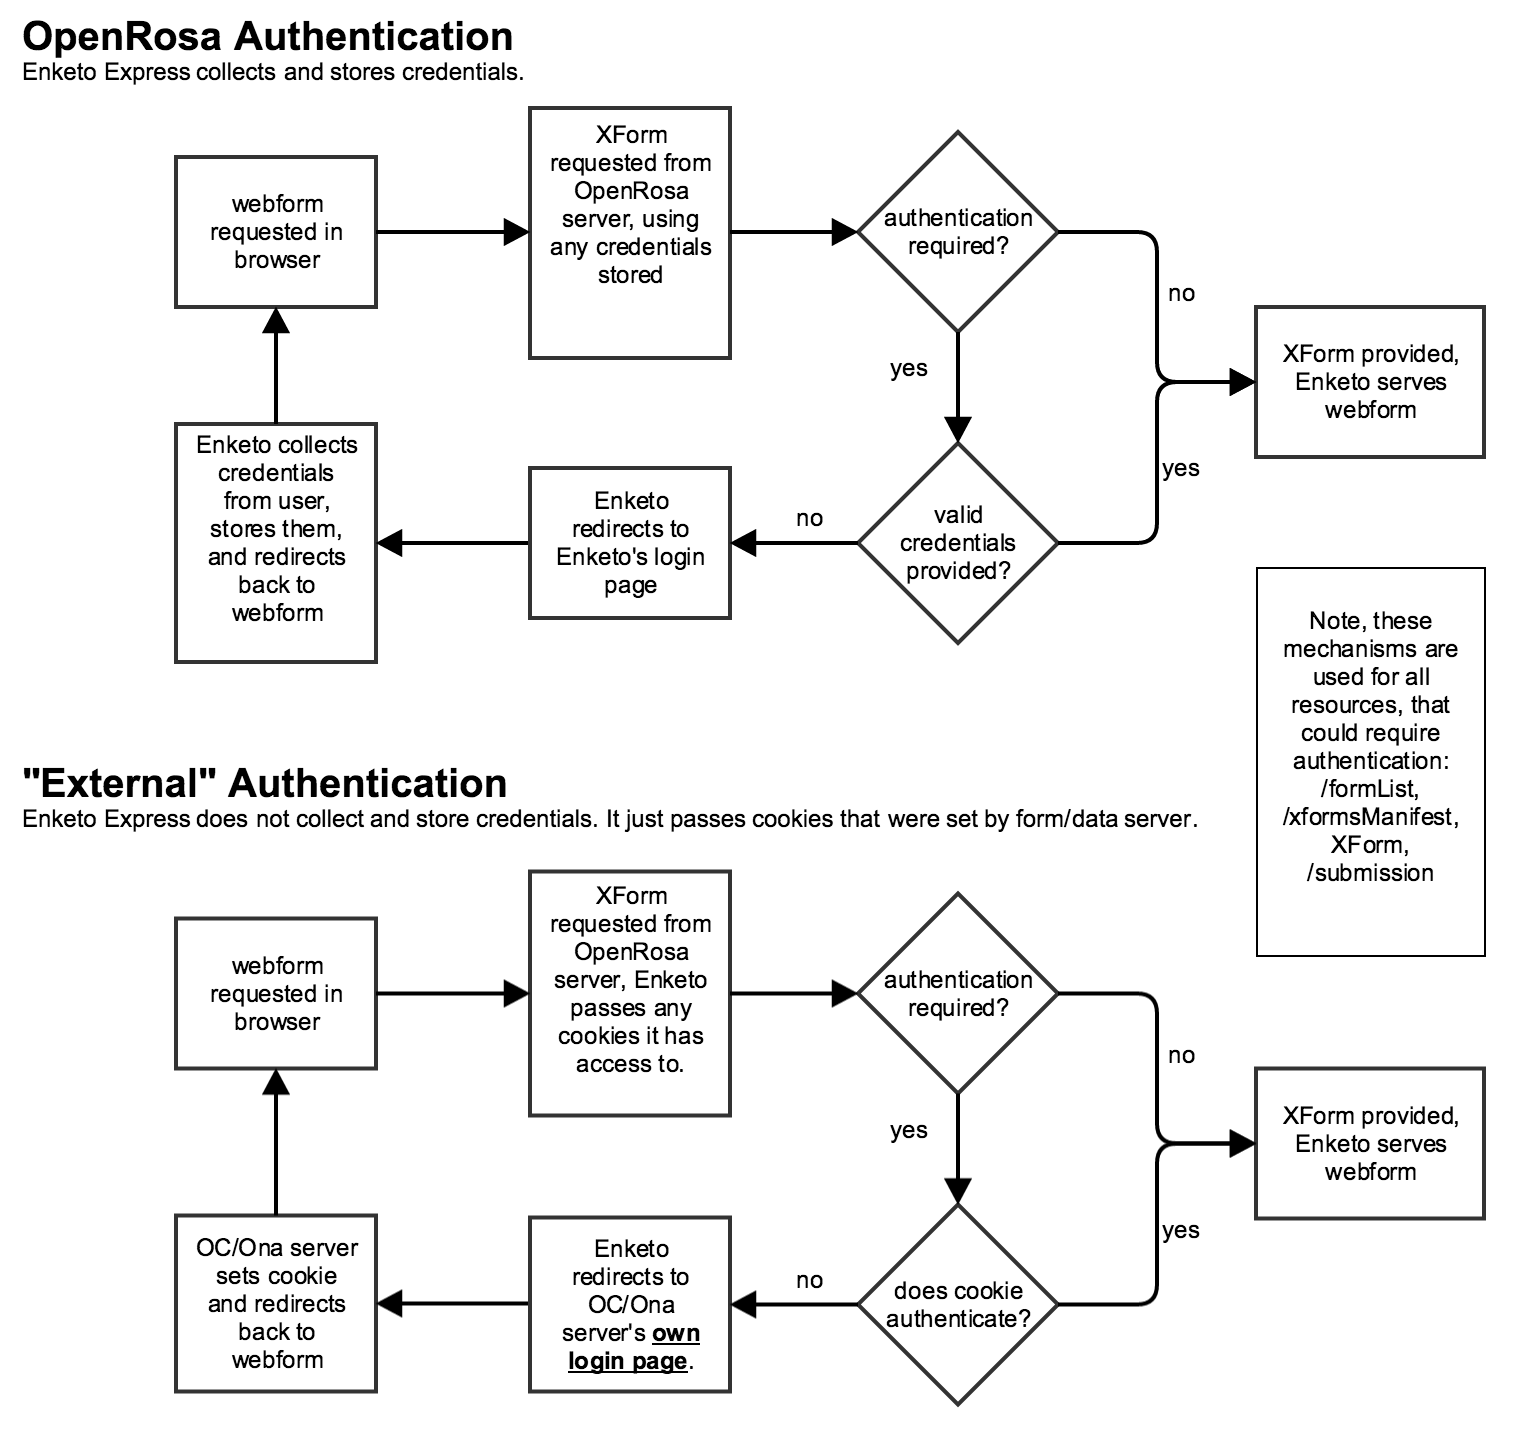 OpenRosa Authentication
Enketo Express collects and stores credentials.
webform
requested in
browser
XForm
requested from
OpenRosa
server, using
any credentials
stored
authentication
required?
no
yes
XForm provided,
Enketo serves
webform
yes
valid
credentials
provided?
no
Enketo
redirects to
Enketo's login
page
Enketo collects
credentials
from user,
stores them,
and redirects
back to
webform
Note, these
mechanisms are
used for all
resources, that
could require
authentication:
/formList,
/xformsManifest,
XForm,
/submission
"External" Authentication
Enketo Express does not collect and store credentials. It just passes cookies that were set by form/data server.
webform
requested in
browser
XForm
requested from
OpenRosa
server, Enketo
passes any
cookies it has
access to.
authentication
required?
no
yes
XForm provided,
Enketo serves
webform
yes
does cookie
authenticate?
no
Enketo
redirects to
OC/Ona
server's own
login page.
OC/Ona server
sets cookie
and redirects
back to
webform